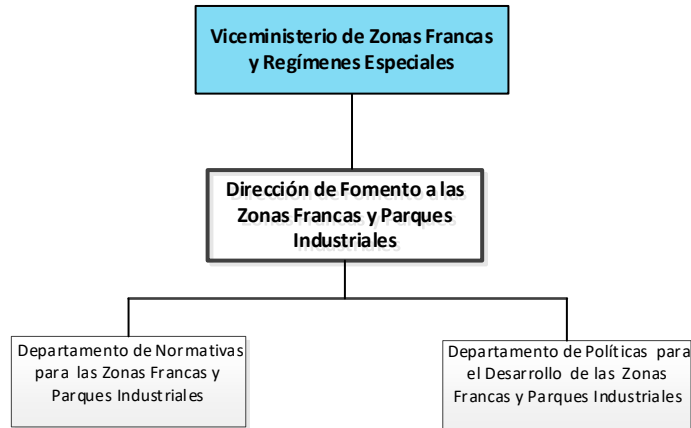 Viceministerio de Zonas Francas
y Regímenes Especiales
Dirección de Fomento a las
Zonas Francas y Parques
Industriales
Departamento de Normativas
para las Zonas Francas y
Parques Industriales
Departamento de Políticas para
el Desarrollo de las Zonas
Francas y Parques Industriales